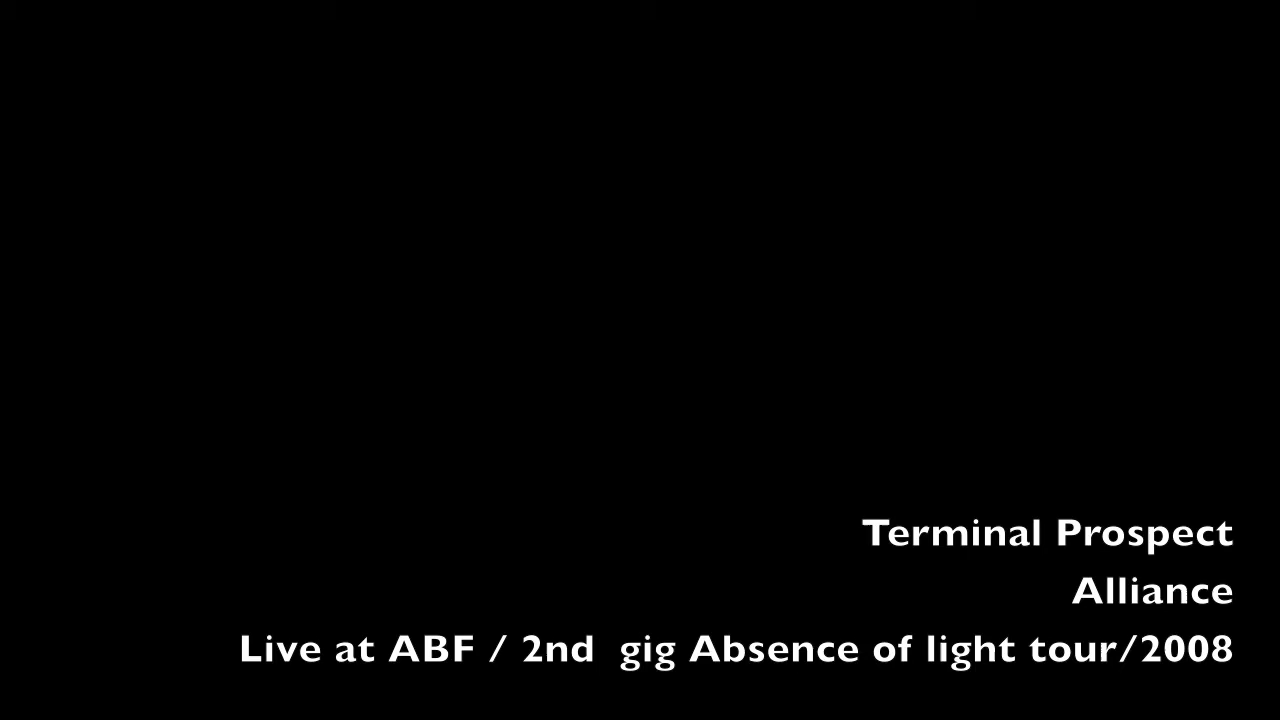 Terminal Prospect
Alliance
Live at ABF / 2nd  gig Absence of light tour/2008